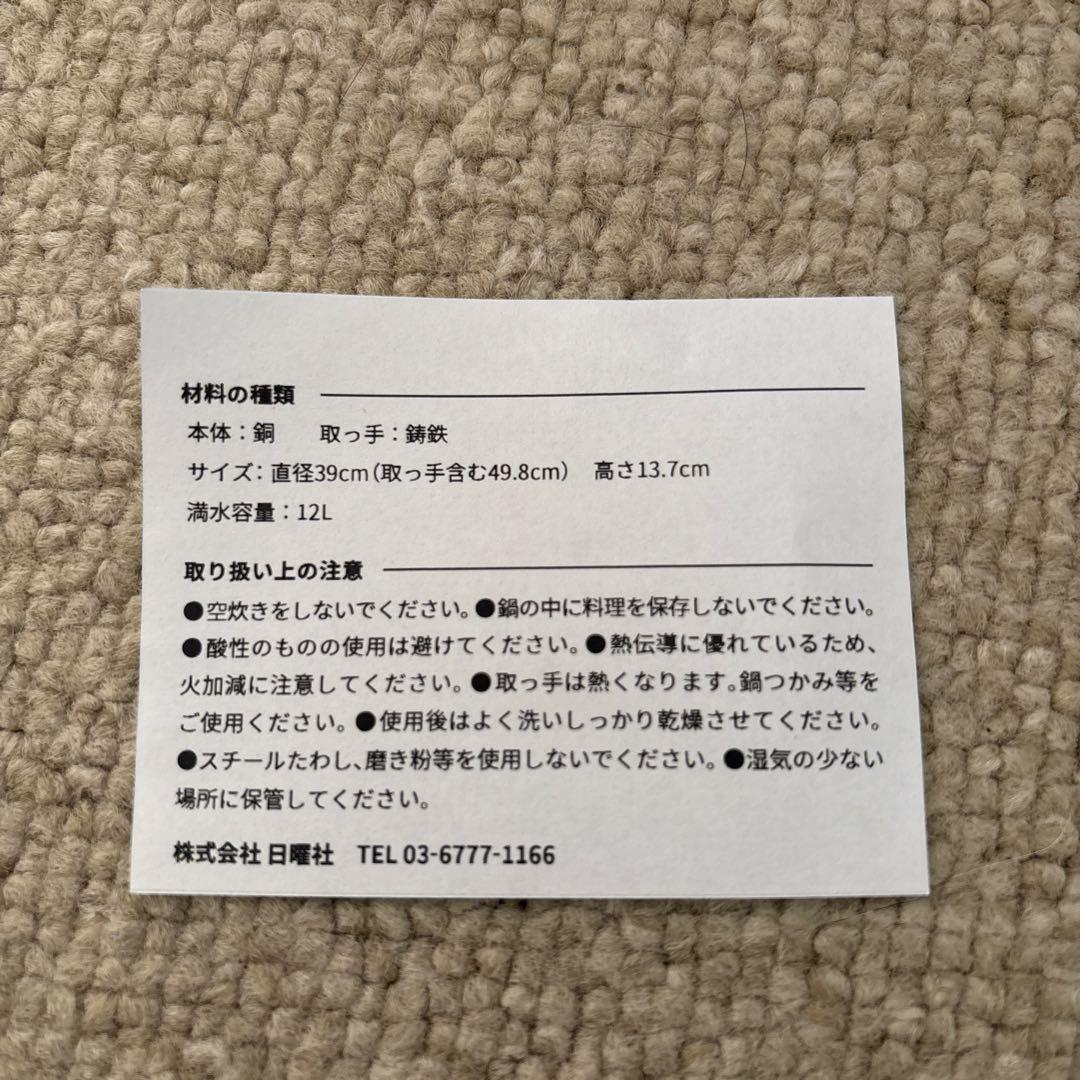 材料の種類
本体：銅　　取っ手：鋳鉄
サイズ：直径39cm（取っ手含む49.8cm）　高さ13.7cm
満水容量：12L
取り扱い上の注意
●空炊きをしないでください。●鍋の中に料理を保存しないでください。
●酸性のものの使用は避けてください。●熱伝導に優れているため、
火加減に注意してください。●取っ手は熱くなります。鍋つかみ等を
ご使用ください。●使用後はよく洗いしっかり乾燥させてください。
●スチールたわし、磨き粉等を使用しないでください。●湿気の少ない
場所に保管してください。
株式会社 日曜社　TEL 03-6777-1166